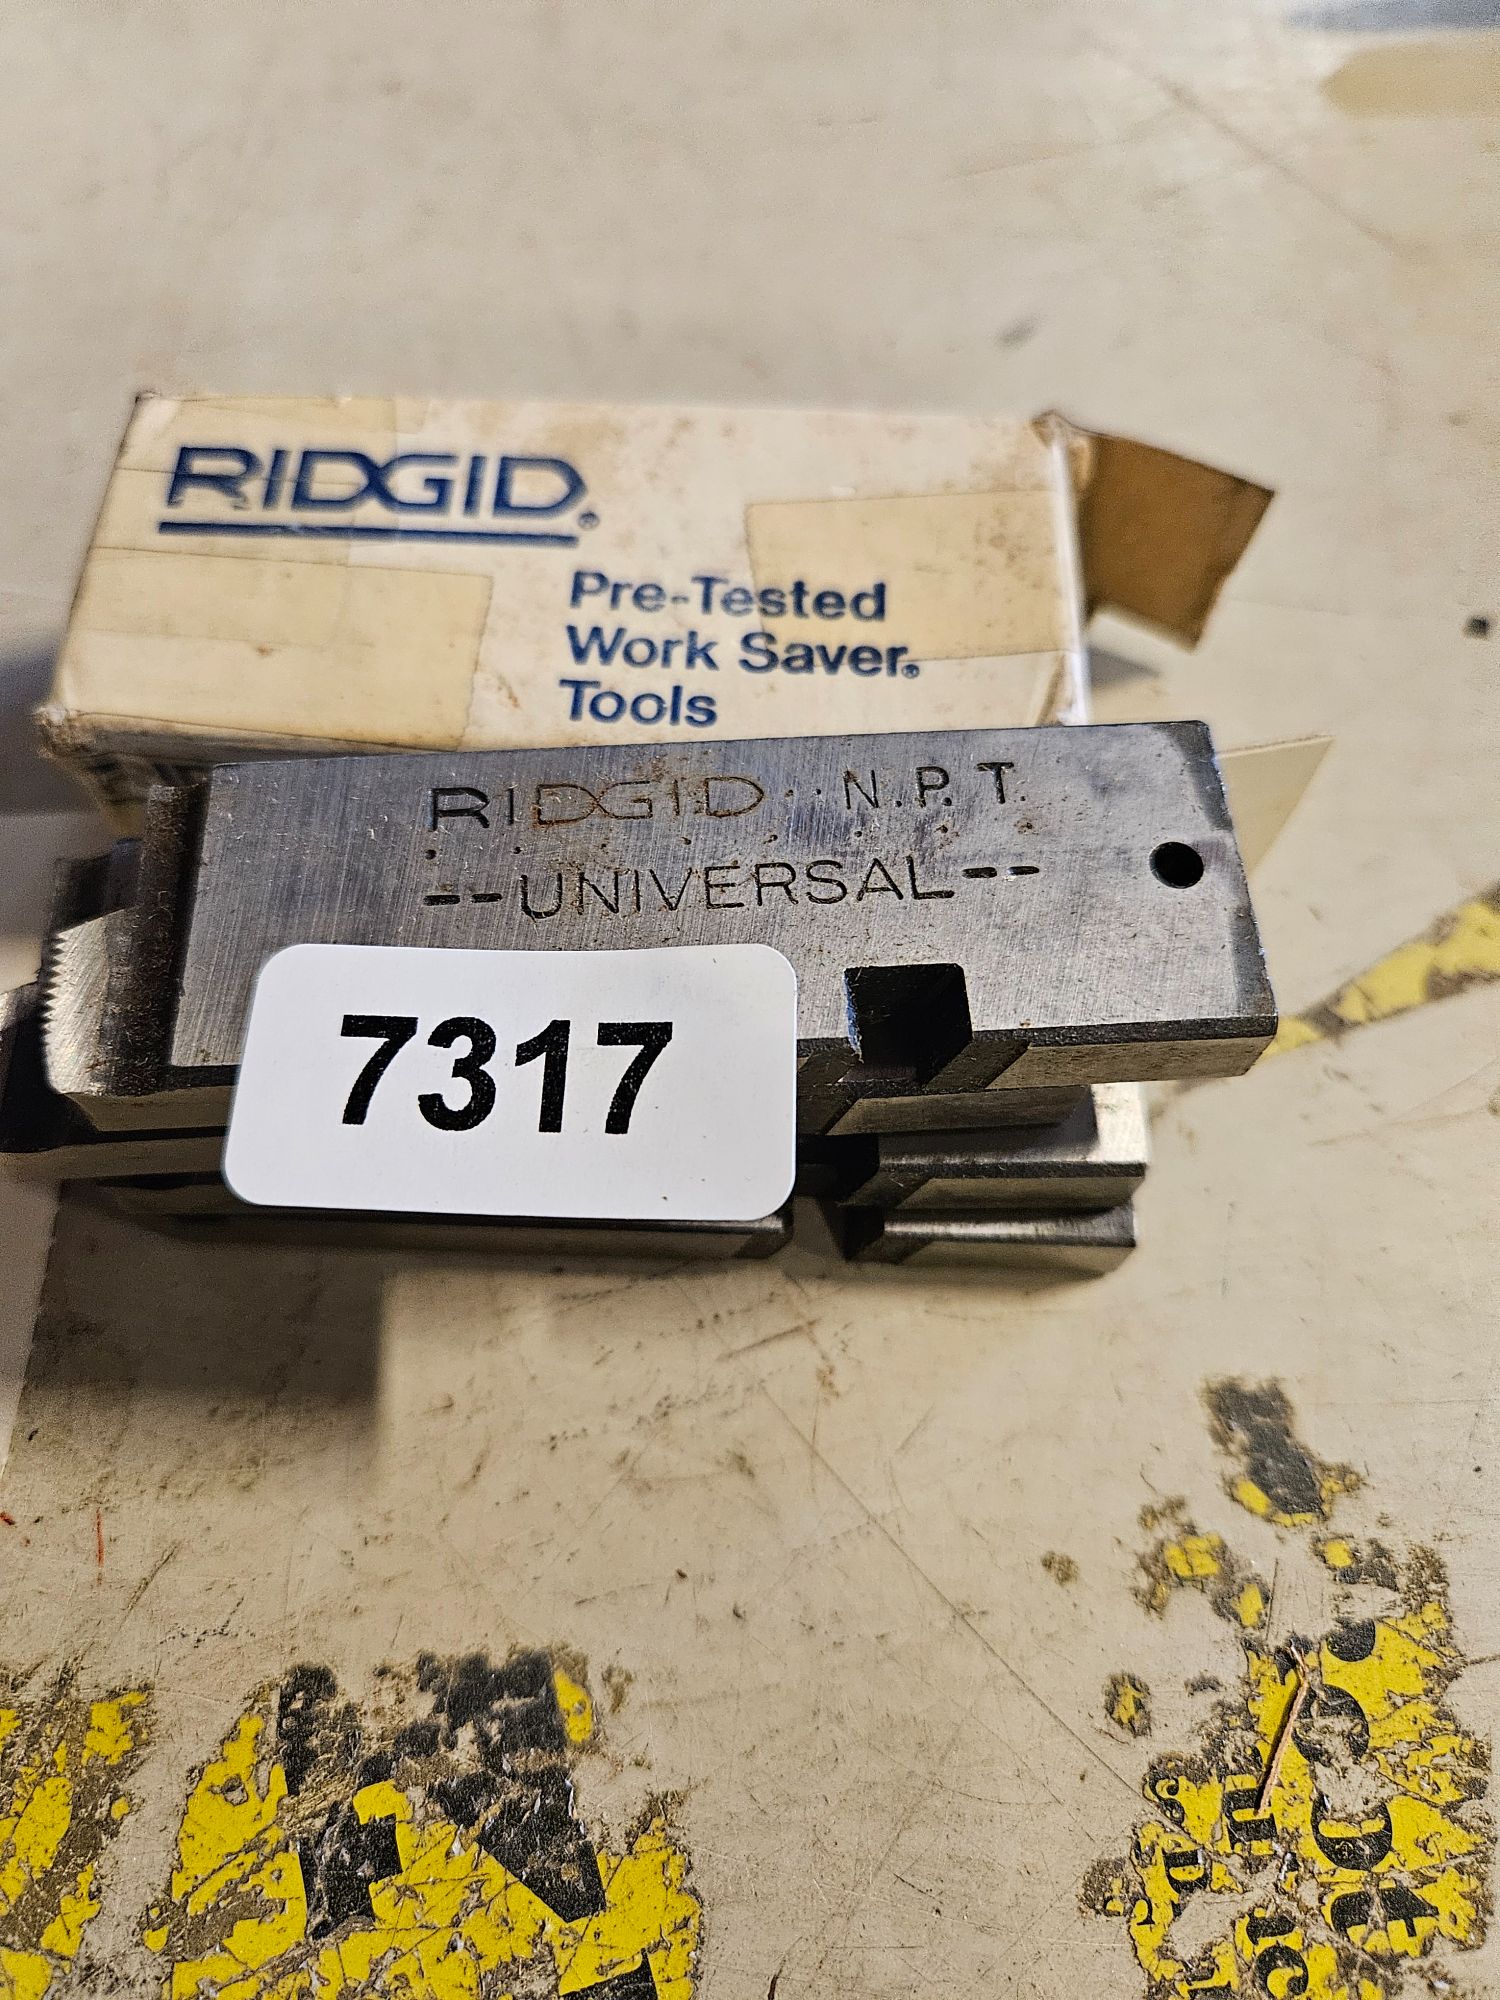 RIDGID®
Pre-Tested
Work Saver®
Tools
RIDGID N.P.T.
--UNIVERSAL--
7317